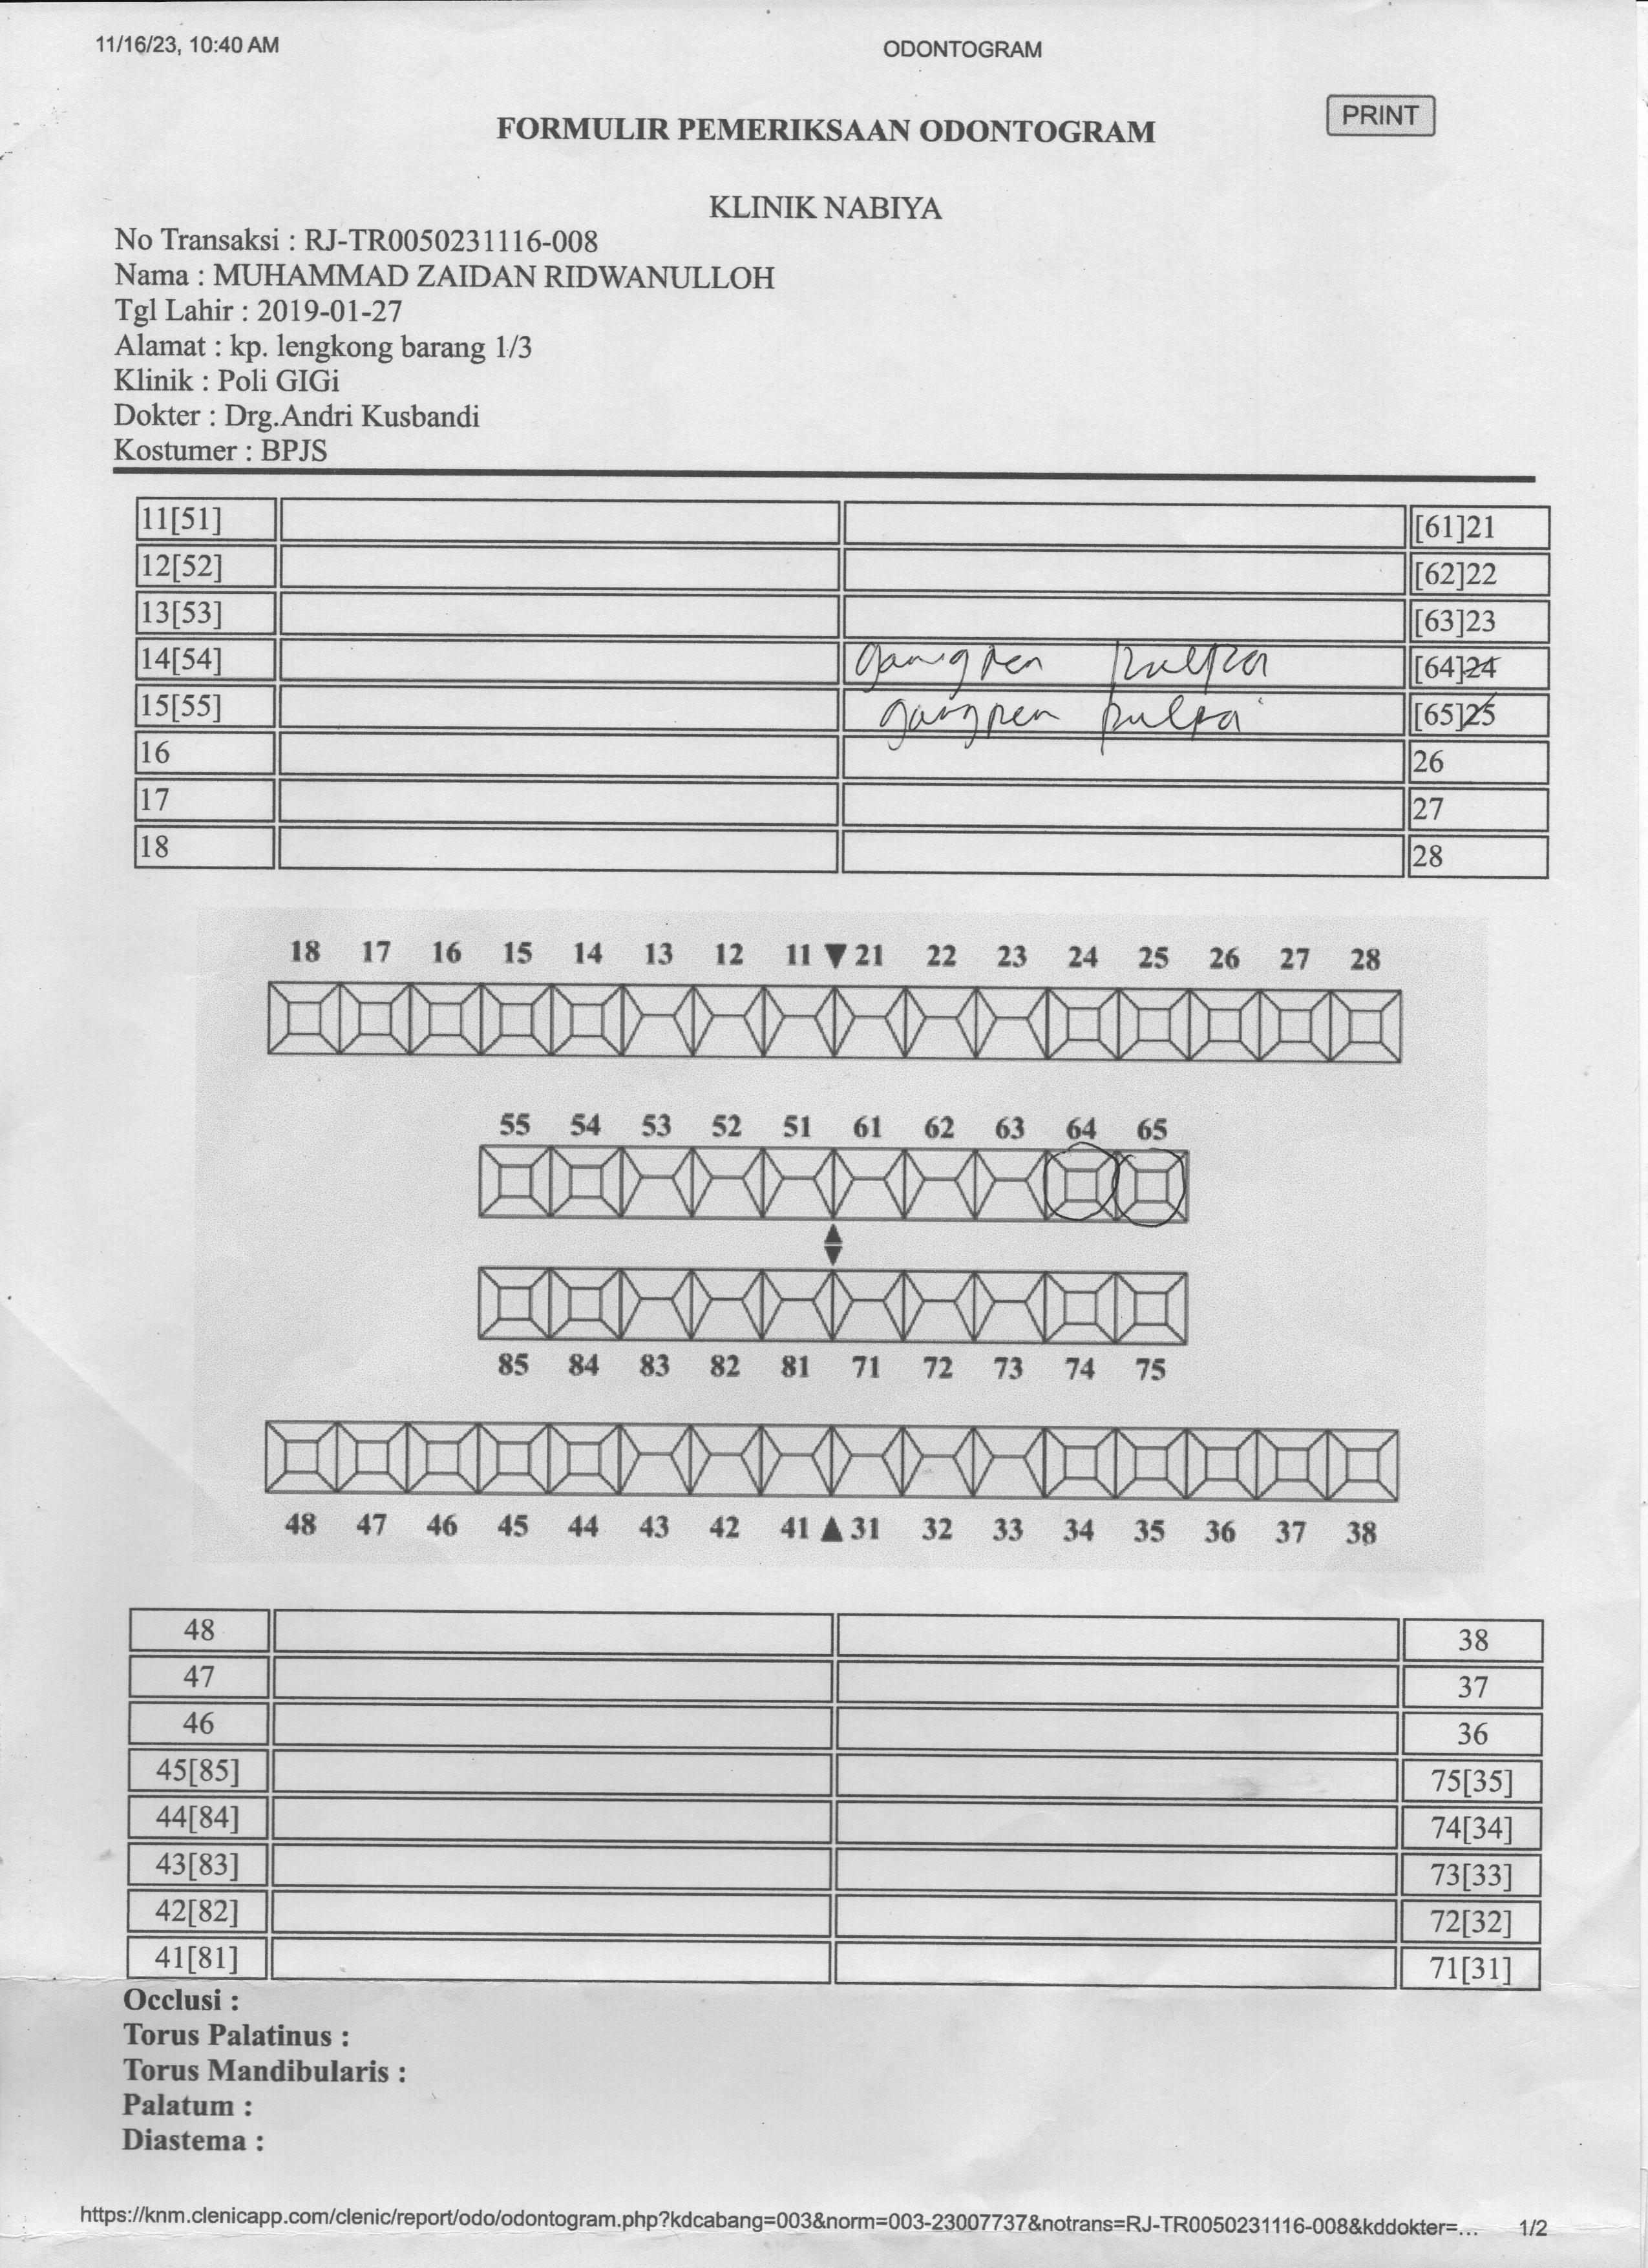 11/16/23, 10:40 AM ODONTOGRAM
PRINT
FORMULIR PEMERIKSAAN ODONTOGRAM
KLINIK NABIYA
No Transaksi : RJ-TR0050231116-008
Nama : MUHAMMAD ZAIDAN RIDWANULLOH
Tgl Lahir : 2019-01-27
Alamat : kp. lengkong barang 1/3
Klinik : Poli GIGi
Dokter : Drg.Andri Kusbandi
Kostumer : BPJS
11[51] [61]21
12[52] [62]22
13[53] [63]23
14[54] gangren pulpa [64]24
15[55] gangren pulpa [65]25
16 26
17 27
18 28
18 17 16 15 14 13 12 11 ▼ 21 22 23 24 25 26 27 28
55 54 53 52 51 61 62 63 64 65
85 84 83 82 81 71 72 73 74 75
48 47 46 45 44 43 42 41 ▲ 31 32 33 34 35 36 37 38
48 38
47 37
46 36
45[85] 75[35]
44[84] 74[34]
43[83] 73[33]
42[82] 72[32]
41[81] 71[31]
Occlusi :
Torus Palatinus :
Torus Mandibularis :
Palatum :
Diastema :
https://knm.clenicapp.com/clenic/report/odo/odontogram.php?kdcabang=003&norm=003-23007737&notrans=RJ-TR0050231116-008&kddokter=... 1/2